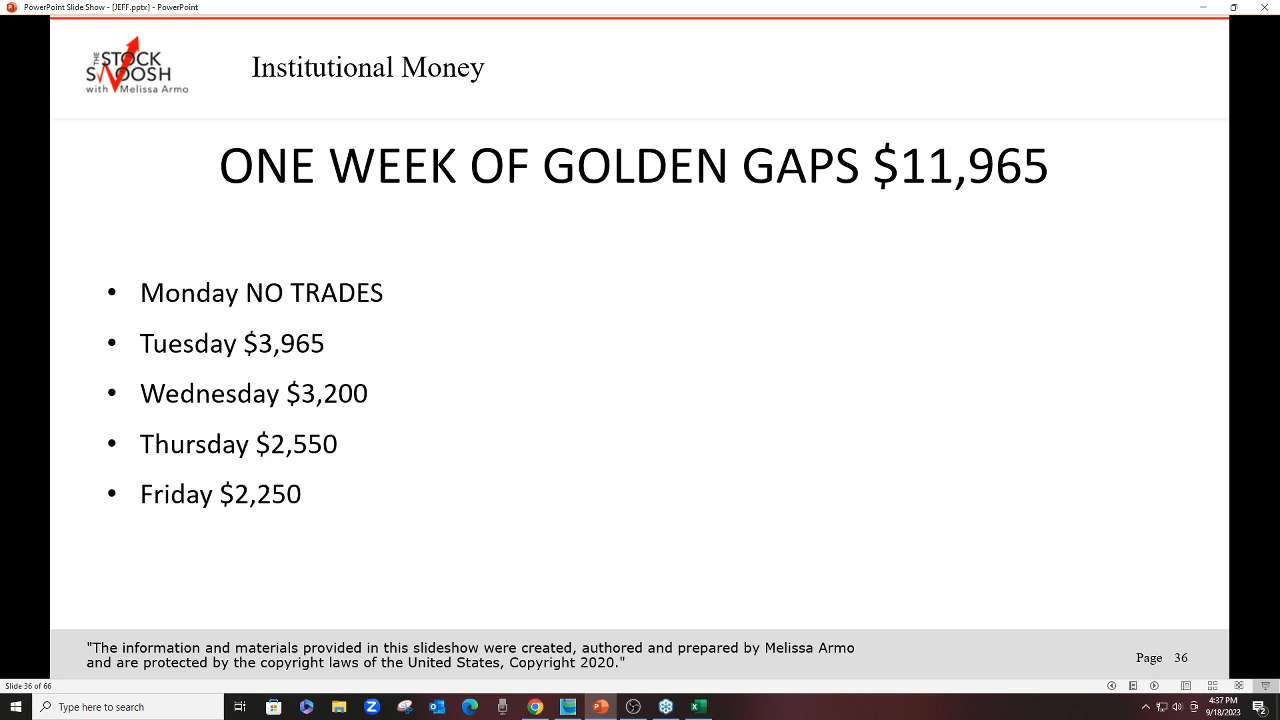 PowerPoint Slide Show - [JEFF.pptx] - PowerPoint
THE STOCK
SWOOSH
with Melissa Armo
Institutional Money
ONE WEEK OF GOLDEN GAPS $11,965
• Monday NO TRADES
• Tuesday $3,965
• Wednesday $3,200
• Thursday $2,550
• Friday $2,250
"The information and materials provided in this slideshow were created, authored and prepared by Melissa Armo
and are protected by the copyright laws of the United States, Copyright 2020."
Page 36
Slide 36 of 66
Type here to search
4:37 PM
9/18/2023
2